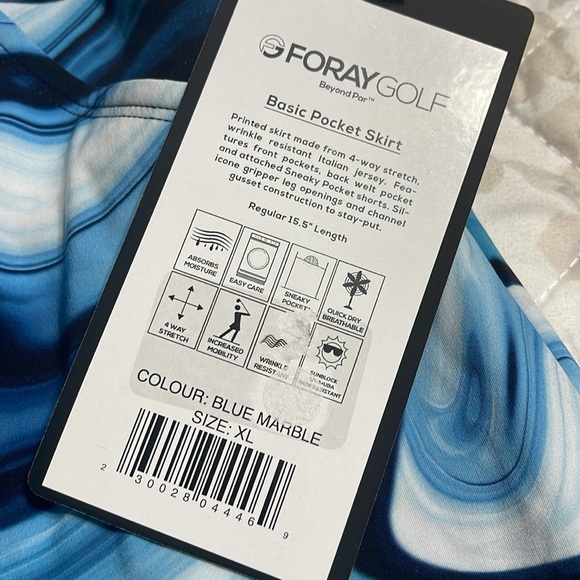 FORAYGOLF
Beyond Par™
Basic Pocket Skirt
Printed skirt made from 4-way stretch,
wrinkle resistant Italian jersey. Fea-
tures front pockets, back welt pocket
and attached Sneaky Pocket shorts. Sil-
icone gripper leg openings and channel
gusset construction to stay-put.
Regular 15.5" Length
ABSORBS
MOISTURE
EASY CARE
SNEAKY
POCKET
QUICK DRY
BREATHABLE
4 WAY
STRETCH
INCREASED
MOBILITY
WRINKLE
RESISTANT
SUNBLOCK
COLOUR: BLUE MARBLE
SIZE: XL
2 30028 04446 9